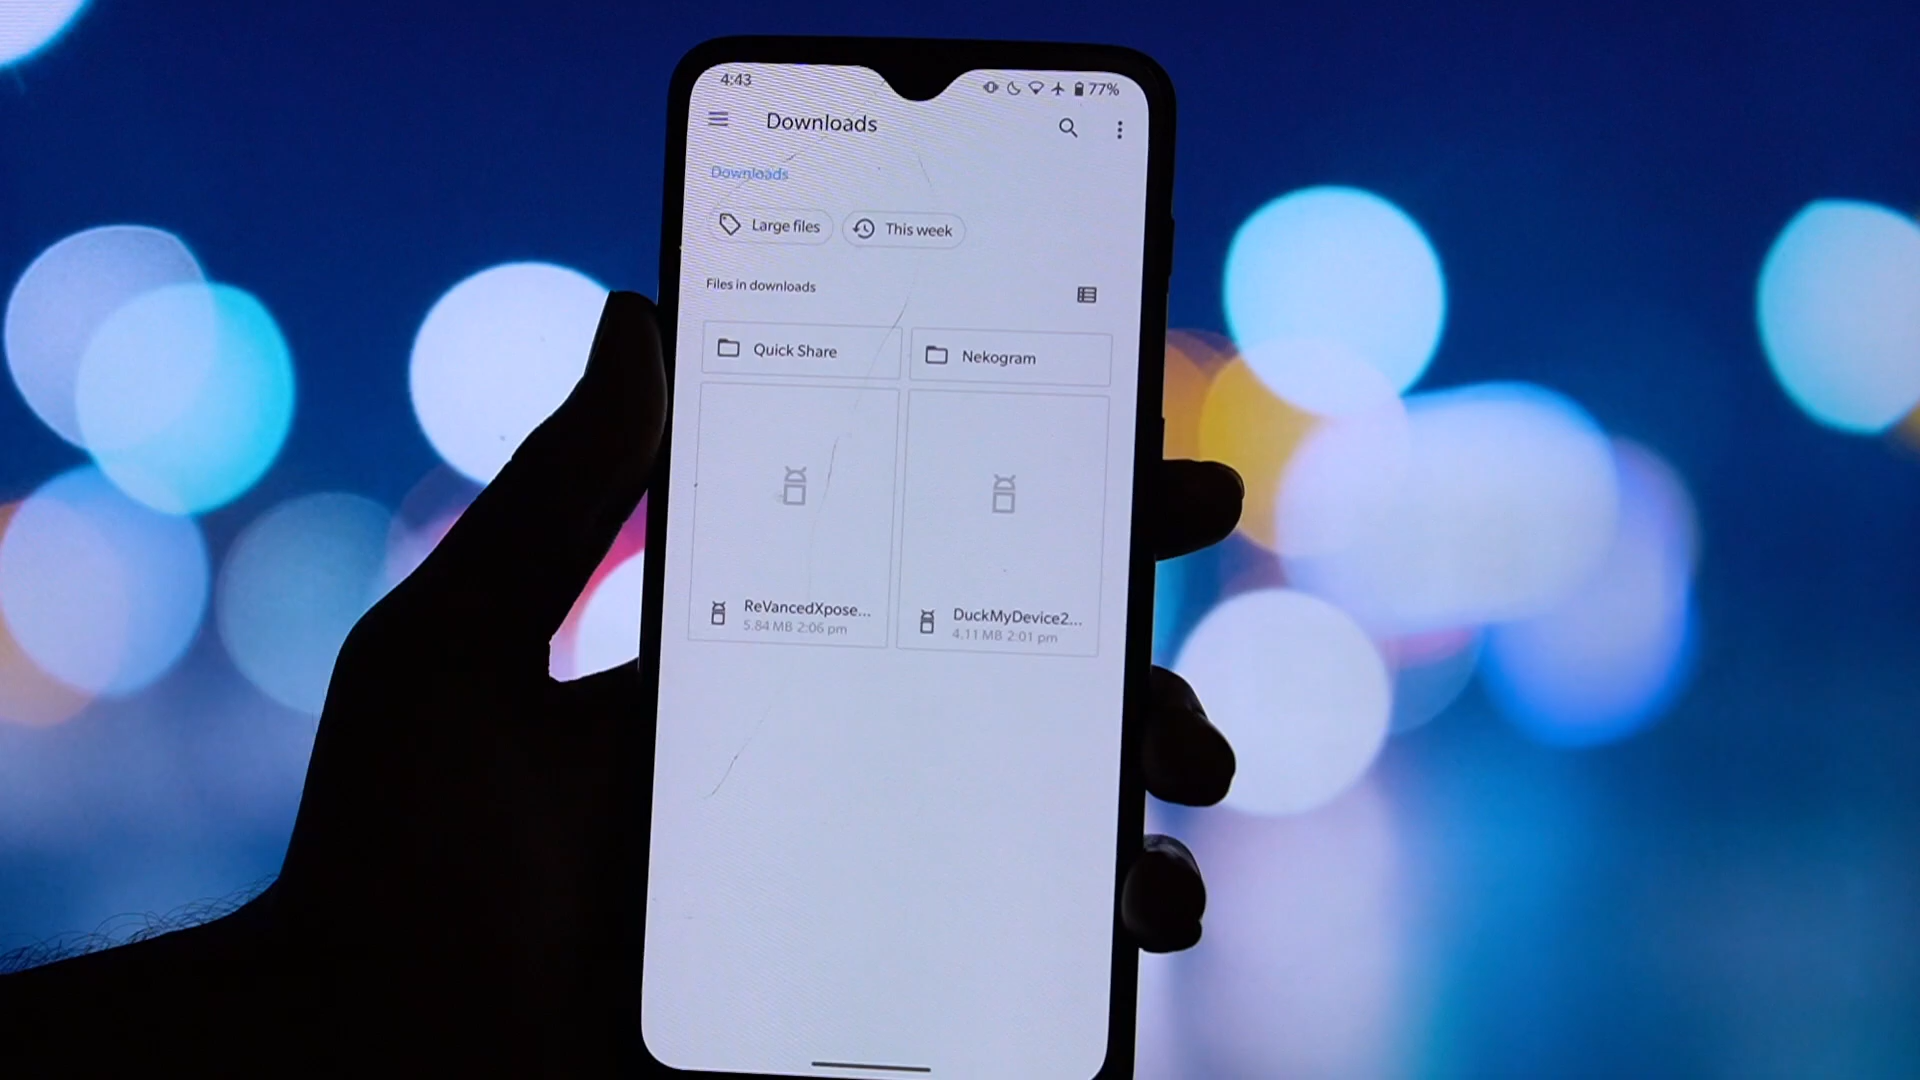 4:43
77%
Downloads
Downloads
Large files
This week
Files in downloads
Quick Share
Nekogram
ReVancedXpose...
5.84 MB 2:06 pm
DuckMyDevice2...
4.11 MB 2:01 pm